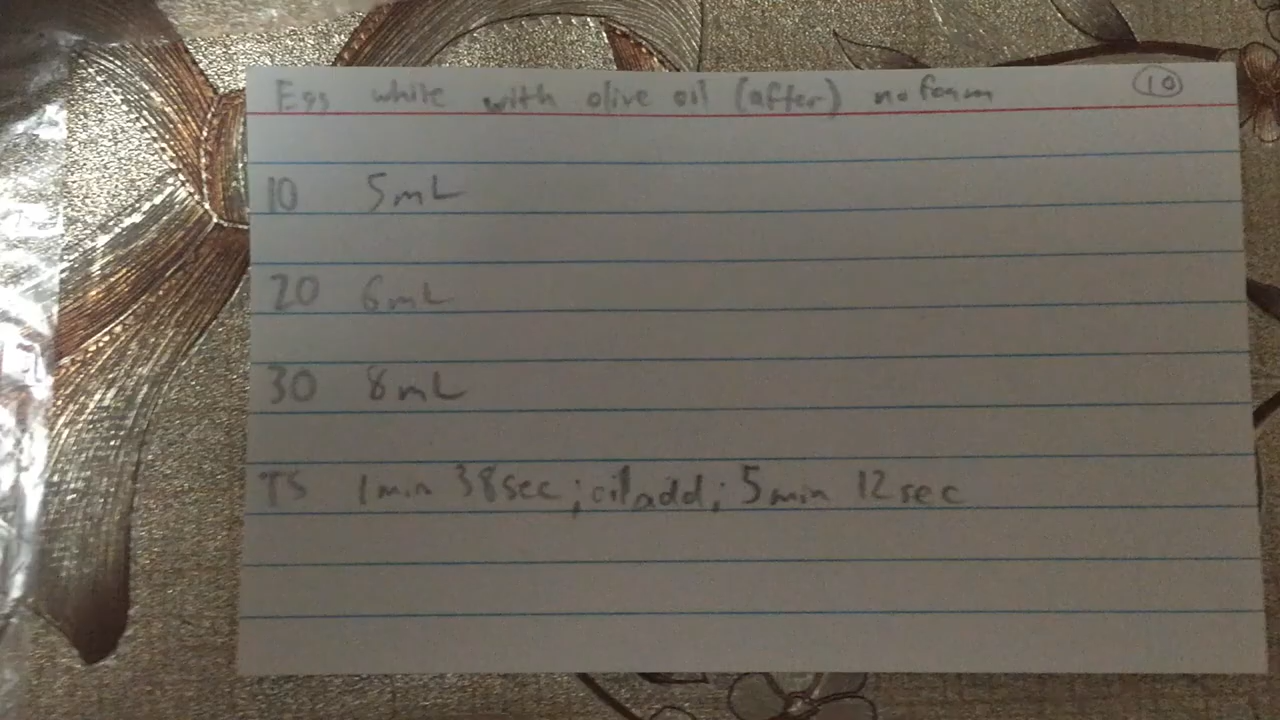 Egg white with olive oil (after) no foam 10
10 5mL
20 6mL
30 8mL
TS 1min 38sec; oil add; 5min 12sec